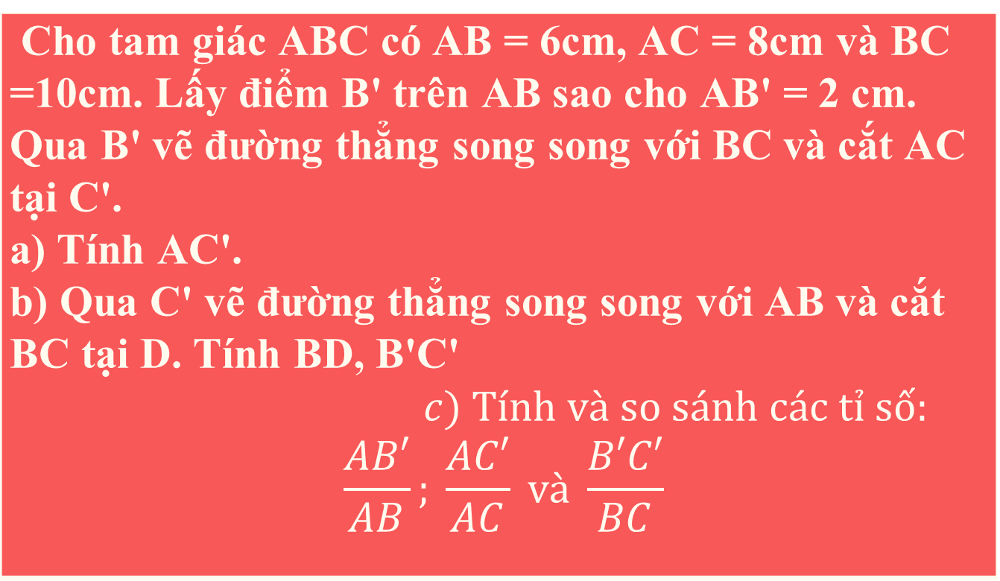 Cho tam giác ABC có AB = 6cm, AC = 8cm và BC
=10cm. Lấy điểm B' trên AB sao cho AB' = 2 cm.
Qua B' vẽ đường thẳng song song với BC và cắt AC
tại C'.
a) Tính AC'.
b) Qua C' vẽ đường thẳng song song với AB và cắt
BC tại D. Tính BD, B'C'
c) Tính và so sánh các tỉ số:
AB′/AB ; AC′/AC và B′C′/BC